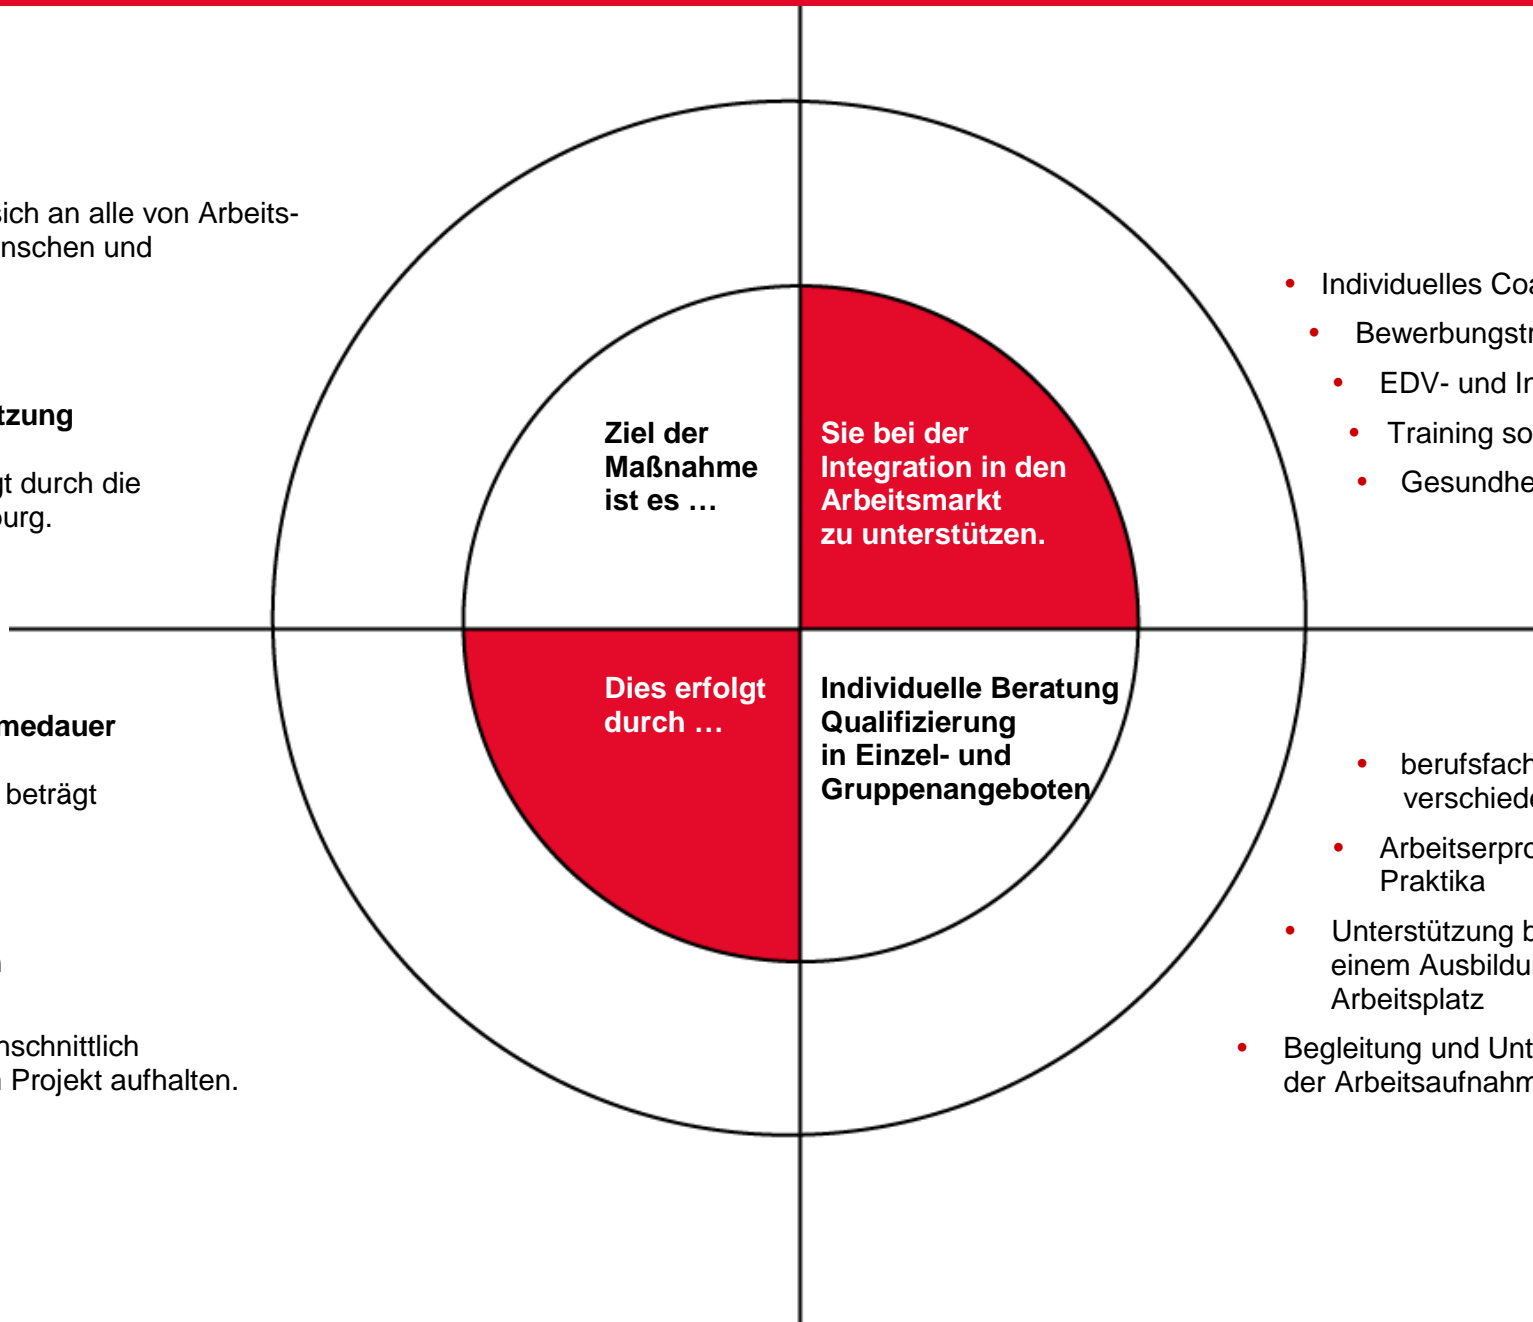 sich an alle von Arbeits-
nschen und
tzung
gt durch die
burg.
medauer
beträgt
n
nschnittlich
n Projekt aufhalten.
Ziel der
Maßnahme
ist es …
Sie bei der
Integration in den
Arbeitsmarkt
zu unterstützen.
Dies erfolgt
durch …
Individuelle Beratung
Qualifizierung
in Einzel- und
Gruppenangeboten
• Individuelles Coa
• Bewerbungstr
• EDV- und In
• Training so
• Gesundhe
• berufsfach
verschiede
• Arbeitserpro
Praktika
• Unterstützung b
einem Ausbildu
Arbeitsplatz
• Begleitung und Unt
der Arbeitsaufnahm